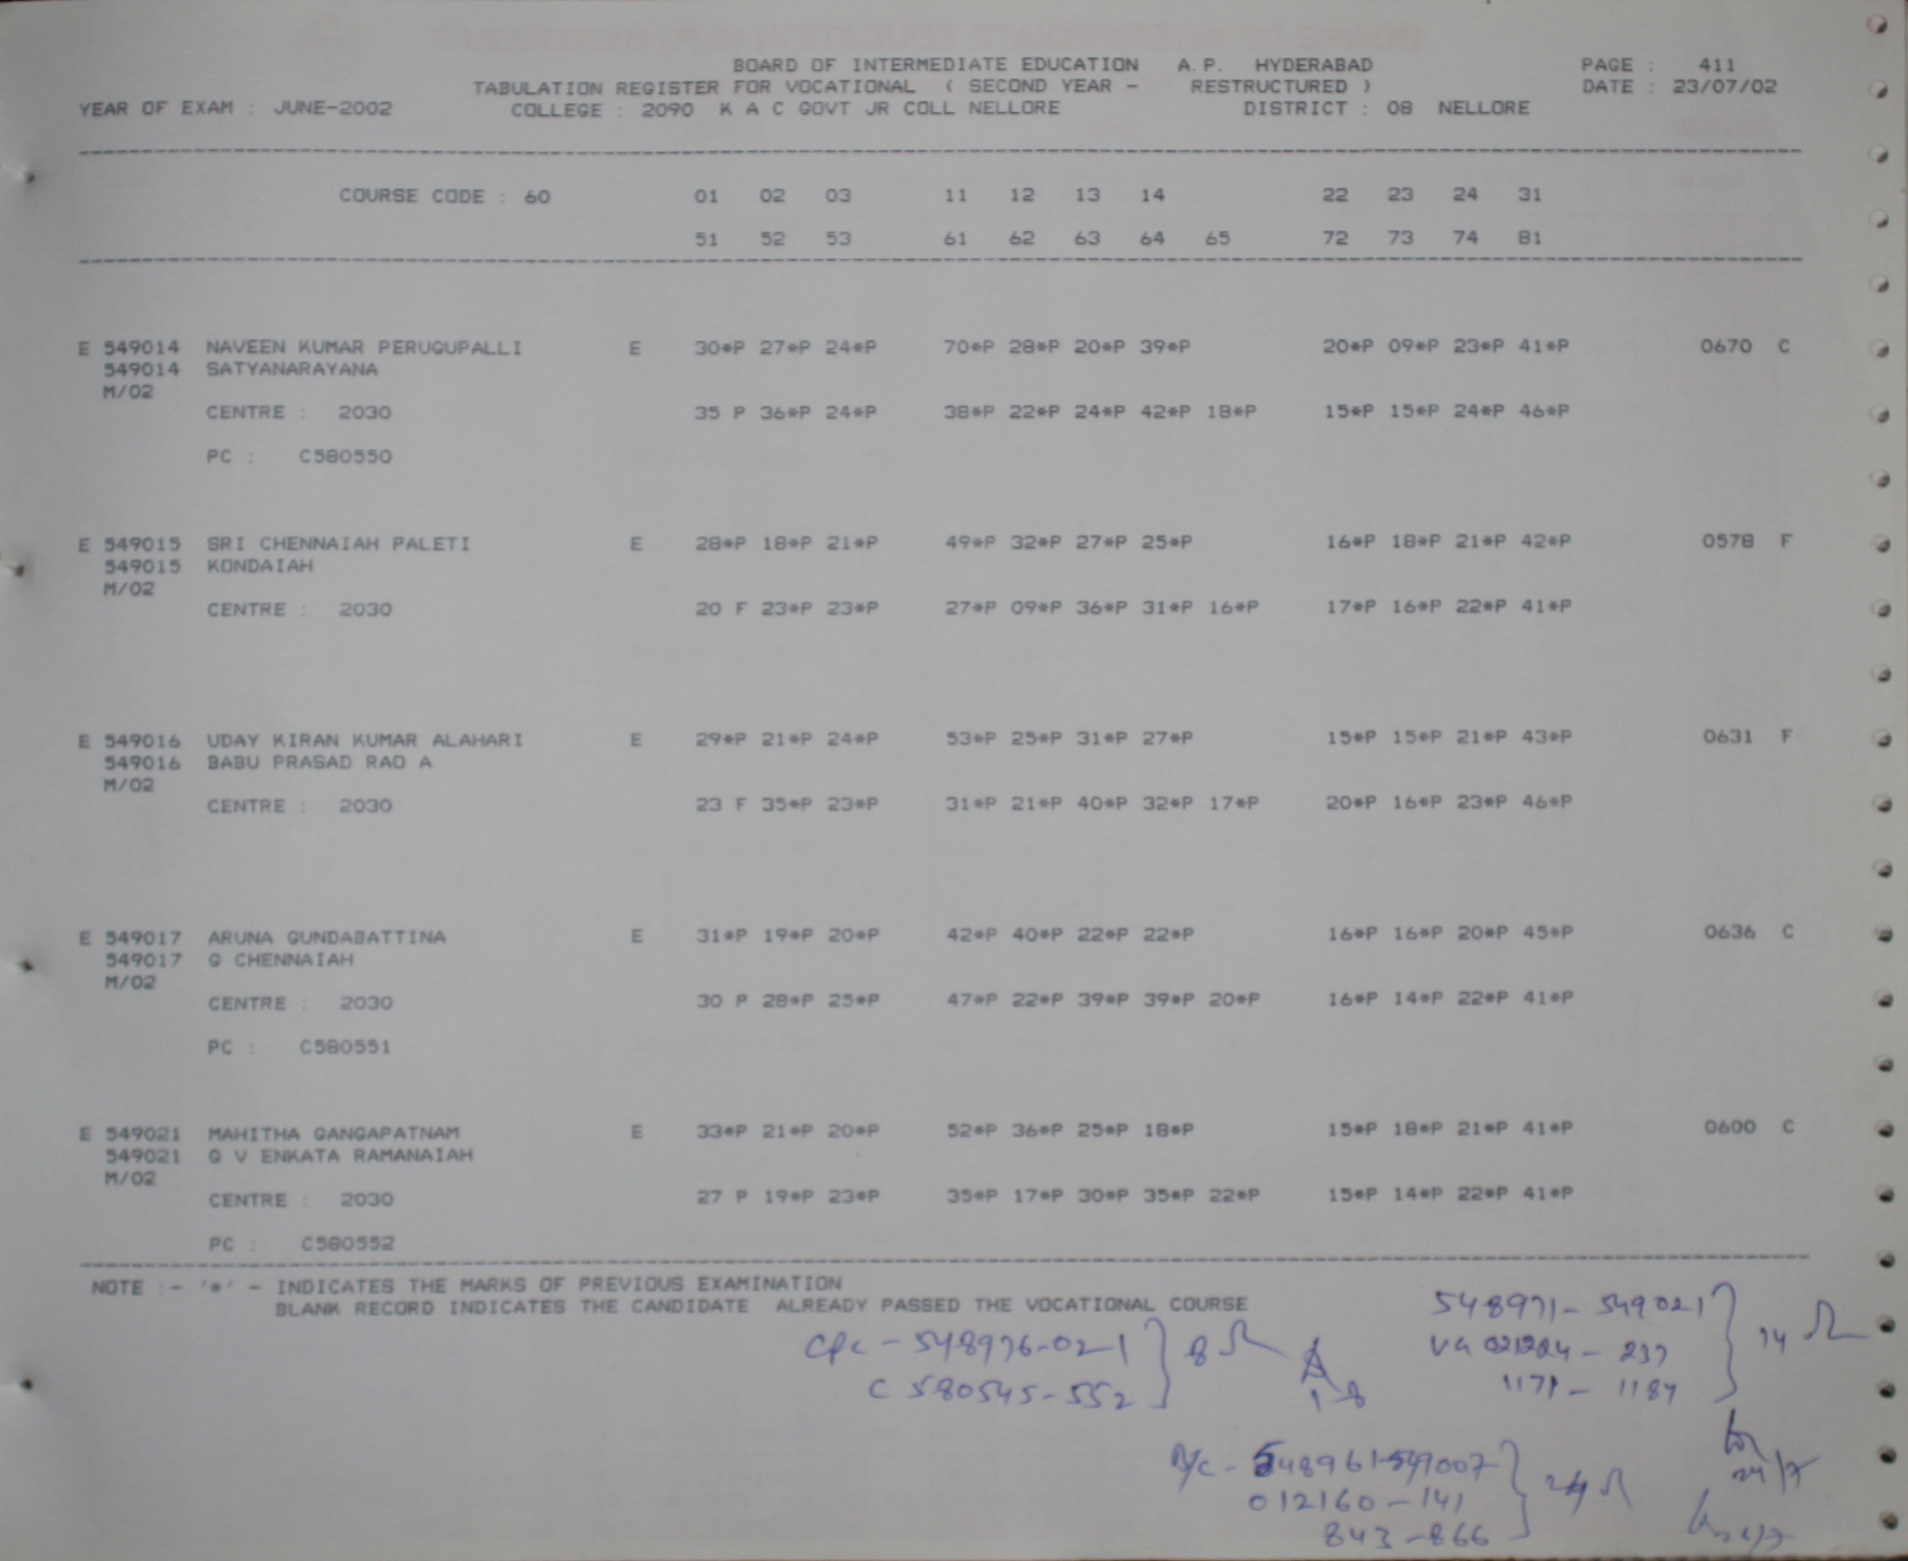 BOARD OF INTERMEDIATE EDUCATION A.P. HYDERABAD PAGE : 411
TABULATION REGISTER FOR VOCATIONAL ( SECOND YEAR - RESTRUCTURED ) DATE : 23/07/02
YEAR OF EXAM : JUNE-2002 COLLEGE : 2090 K A C GOVT JR COLL NELLORE DISTRICT : 08 NELLORE
COURSE CODE : 60 01 02 03 11 12 13 14 22 23 24 31
51 52 53 61 62 63 64 65 72 73 74 81
E 549014 NAVEEN KUMAR PERUGUPALLI E 30*P 27*P 24*P 70*P 28*P 20*P 39*P 20*P 09*P 23*P 41*P 0670 C
549014 SATYANARAYANA
M/02
CENTRE : 2030 35 P 36*P 24*P 38*P 22*P 24*P 42*P 18*P 15*P 15*P 24*P 46*P
PC : C580550
E 549015 SRI CHENNAIAH PALETI E 28*P 18*P 21*P 49*P 32*P 27*P 25*P 16*P 18*P 21*P 42*P 0578 F
549015 KONDAIAH
M/02
CENTRE : 2030 20 F 23*P 23*P 27*P 09*P 36*P 31*P 16*P 17*P 16*P 22*P 41*P
E 549016 UDAY KIRAN KUMAR ALAHARI E 29*P 21*P 24*P 53*P 25*P 31*P 27*P 15*P 15*P 21*P 43*P 0631 F
549016 BABU PRASAD RAO A
M/02
CENTRE : 2030 23 F 35*P 23*P 31*P 21*P 40*P 32*P 17*P 20*P 16*P 23*P 46*P
E 549017 ARUNA GUNDABATTINA E 31*P 19*P 20*P 42*P 40*P 22*P 22*P 16*P 16*P 20*P 45*P 0636 C
549017 G CHENNAIAH
M/02
CENTRE : 2030 30 P 28*P 25*P 47*P 22*P 39*P 39*P 20*P 16*P 14*P 22*P 41*P
PC : C580551
E 549021 MAHITHA GANGAPATNAM E 33*P 21*P 20*P 52*P 36*P 25*P 18*P 15*P 18*P 21*P 41*P 0600 C
549021 G V ENKATA RAMANAIAH
M/02
CENTRE : 2030 27 P 19*P 23*P 35*P 17*P 30*P 35*P 22*P 15*P 14*P 22*P 41*P
PC : C580552
NOTE :- '*' - INDICATES THE MARKS OF PREVIOUS EXAMINATION
BLANK RECORD INDICATES THE CANDIDATE ALREADY PASSED THE VOCATIONAL COURSE
548971 - 549021
14
- 237
1171 - 1184
- 548976-021
8
C 580545-552
012160 - 141
843 - 866